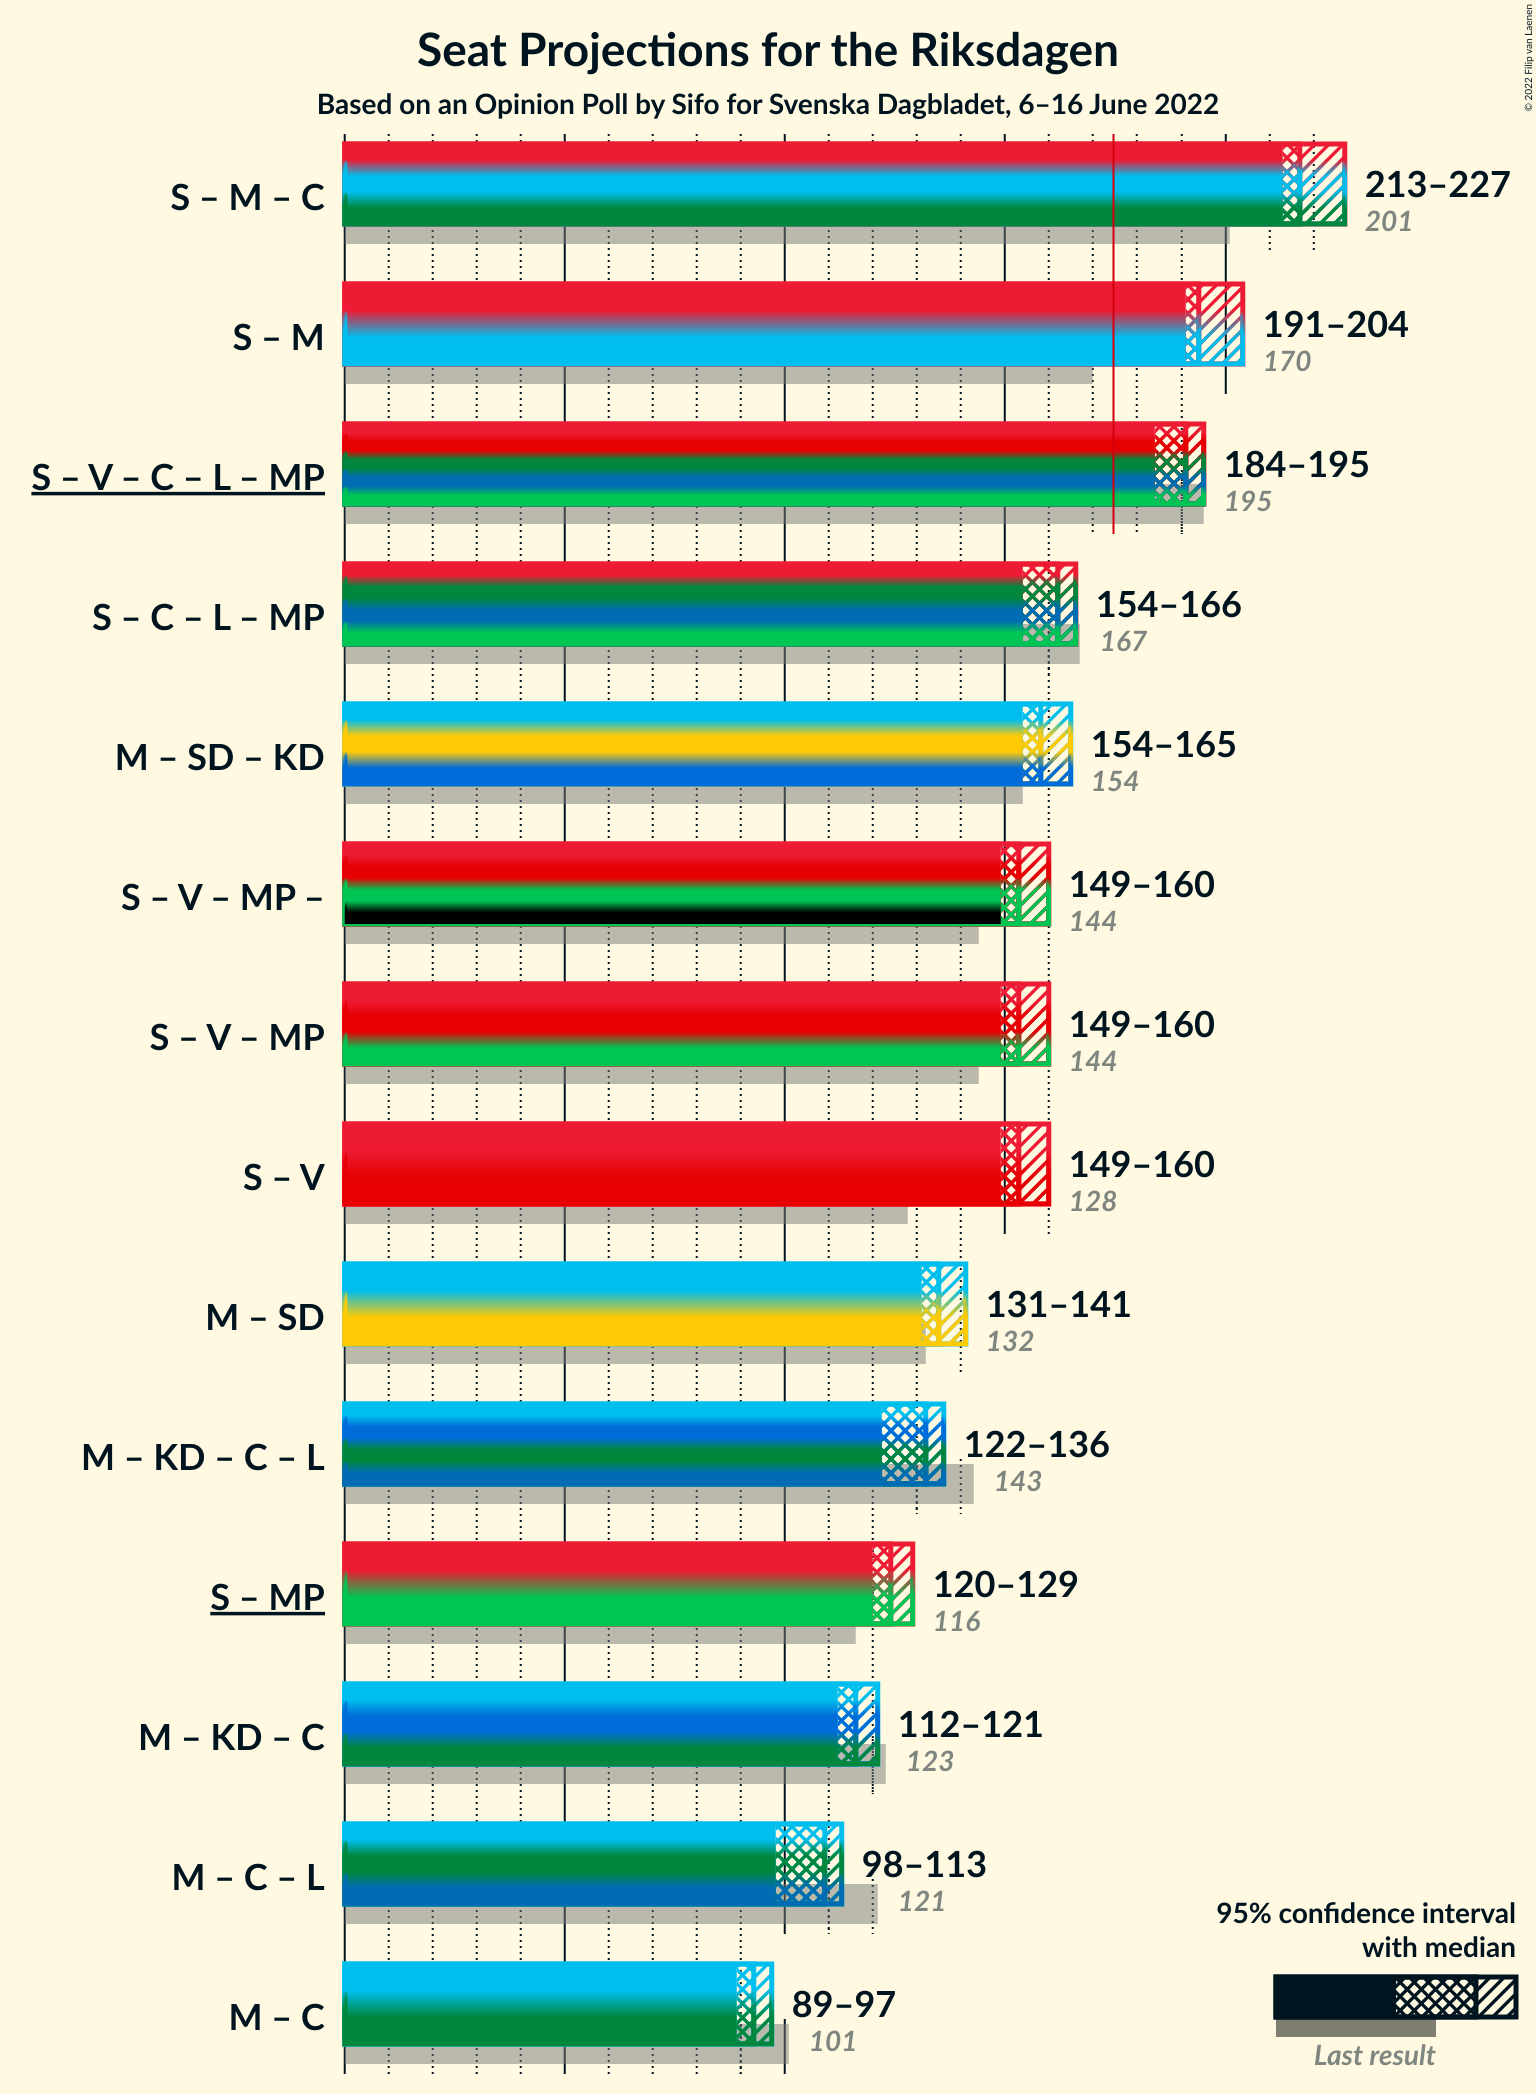 Seat Projections for the Riksdagen
Based on an Opinion Poll by Sifo for Svenska Dagbladet, 6–16 June 2022
© 2022 Filip van Laenen
S – M – C
213–227
201
S – M
191–204
170
S – V – C – L – MP
184–195
195
S – C – L – MP
154–166
167
M – SD – KD
154–165
154
S – V – MP –
149–160
144
S – V – MP
149–160
144
S – V
149–160
128
M – SD
131–141
132
M – KD – C – L
122–136
143
S – MP
120–129
116
M – KD – C
112–121
123
M – C – L
98–113
121
M – C
89–97
101
95% confidence interval
with median
Last result